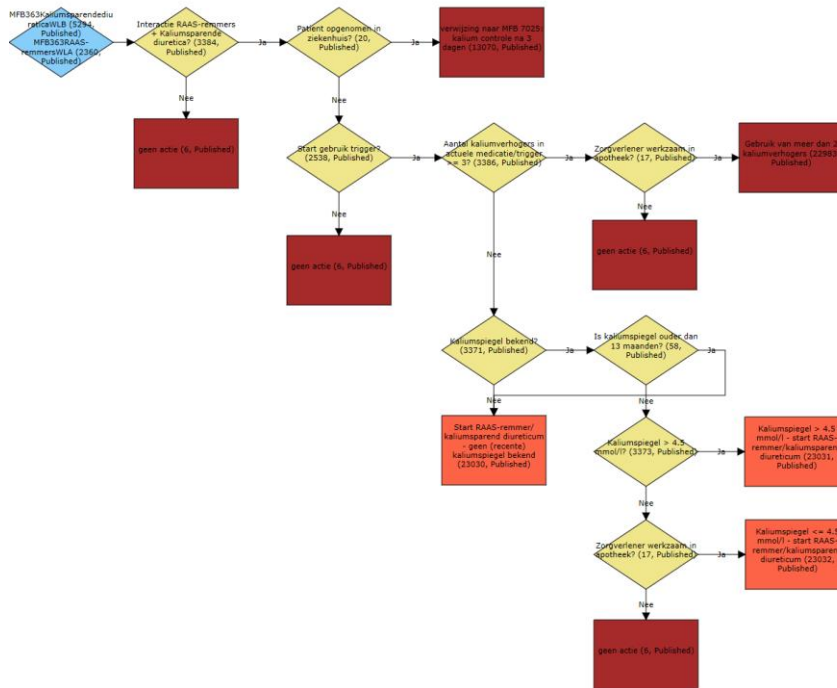 MFB363Kaliumsparendediu
reticaWLB (5294,
Published)
MFB363RAAS-
remmersWLA (2360,
Published)
Interactie RAAS-remmers
+ Kaliumsparende
diuretica? (3384,
Published)
Ja
Patient opgenomen in
ziekenhuis? (20,
Published)
Ja
verwijzing naar MFB 7025:
kalium controle na 3
dagen (13070, Published)
Nee
Nee
geen actie (6, Published)
Start gebruik trigger?
(2538, Published)
Ja
Aantal kaliumverhogers in
actuele medicatie/trigger
>= 3? (3386, Published)
Ja
Zorgverlener werkzaam in
apotheek? (17, Published)
Ja
Gebruik van meer dan 2
kaliumverhogers (22983,
Published)
Nee
Nee
Nee
geen actie (6, Published)
geen actie (6, Published)
Kaliumspiegel bekend?
(3371, Published)
Ja
Is kaliumspiegel ouder dan
13 maanden? (58,
Published)
Ja
Nee
Nee
Start RAAS-remmer/
kaliumsparend diureticum
- geen (recente)
kaliumspiegel bekend
(23030, Published)
Kaliumspiegel > 4.5
mmol/l? (3373, Published)
Ja
Kaliumspiegel > 4.5
mmol/l - start RAAS-
remmer/kaliumsparend
diureticum (23031,
Published)
Nee
Zorgverlener werkzaam in
apotheek? (17, Published)
Ja
Kaliumspiegel <= 4.5
mmol/l - start RAAS-
remmer/kaliumsparend
diureticum (23032,
Published)
Nee
geen actie (6, Published)